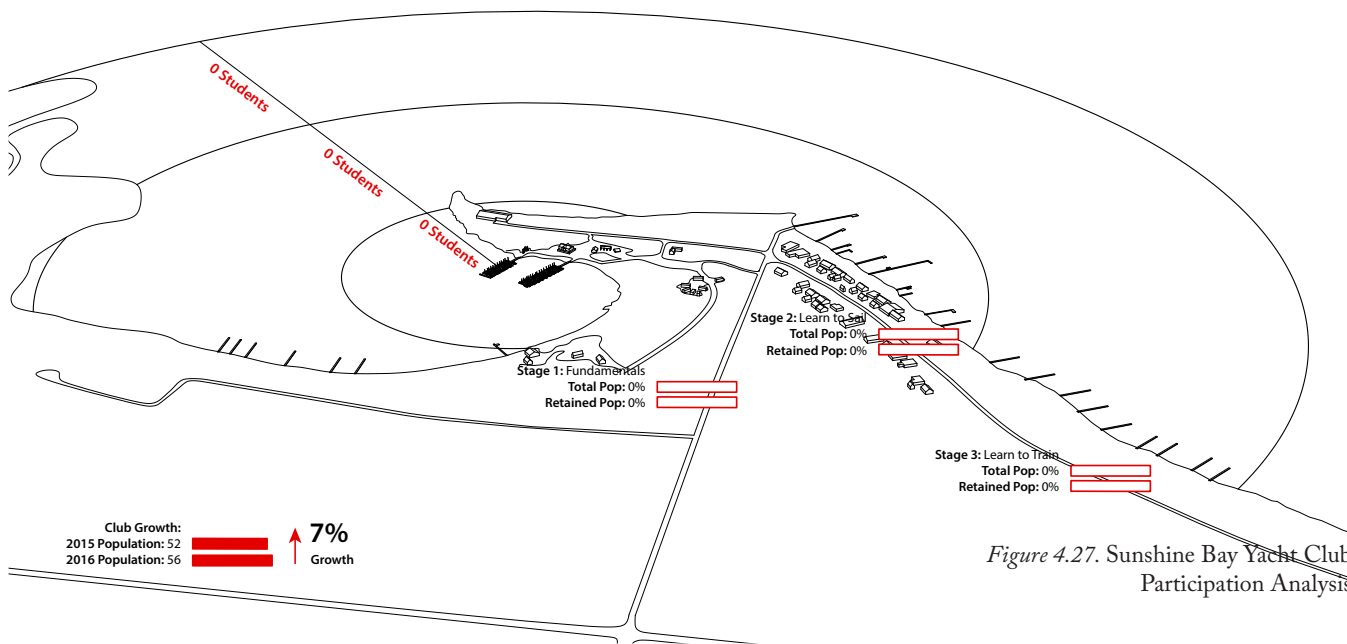 0 Students
0 Students
0 Students
Stage 2: Learn to Sail
Total Pop: 0%
Retained Pop: 0%
Stage 1: Fundamentals
Total Pop: 0%
Retained Pop: 0%
Stage 3: Learn to Train
Total Pop: 0%
Retained Pop: 0%
Club Growth:
2015 Population: 52
2016 Population: 56
7%
Growth
Figure 4.27. Sunshine Bay Yacht Club
Participation Analysis